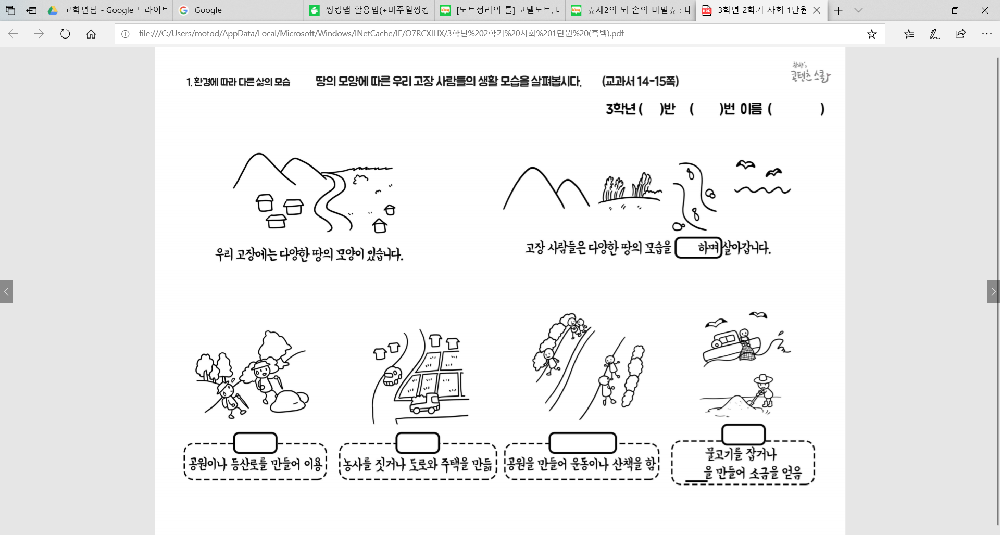 고학년팀 - Google 드라이브
Google
씽킹맵 활용법(+비주얼씽킹
[노트정리의 틀] 코넬노트,
☆제2의 뇌 손의 비밀☆ : 네
3학년 2학기 사회 1단원
file:///C:/Users/motod/AppData/Local/Microsoft/Windows/INetCache/IE/O7RCXIHX/3학년%202학기%20사회%201단원%20(흑백).pdf
참쌤's
콘텐츠 스쿨
1. 환경에 따라 다른 삶의 모습 땅의 모양에 따른 우리 고장 사람들의 생활 모습을 살펴봅시다. (교과서 14-15쪽)
3학년 ( )반 ( )번 이름 ( )
우리 고장에는 다양한 땅의 모양이 있습니다.
고장 사람들은 다양한 땅의 모습을 하며 살아갑니다.
공원이나 등산로를 만들어 이용
농사를 짓거나 도로와 주택을 만듦
공원을 만들어 운동이나 산책을 함
물고기를 잡거나
을 만들어 소금을 얻음